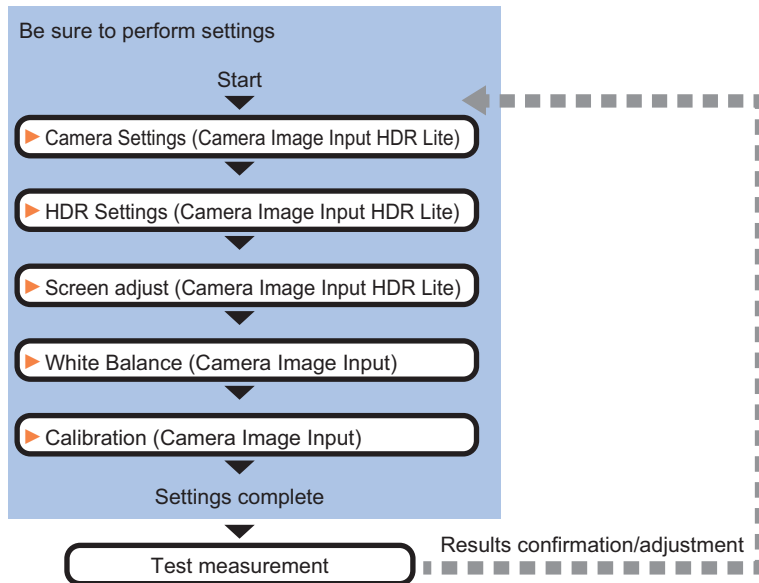 Be sure to perform settings
Start
Camera Settings (Camera Image Input HDR Lite)
HDR Settings (Camera Image Input HDR Lite)
Screen adjust (Camera Image Input HDR Lite)
White Balance (Camera Image Input)
Calibration (Camera Image Input)
Settings complete
Test measurement
Results confirmation/adjustment